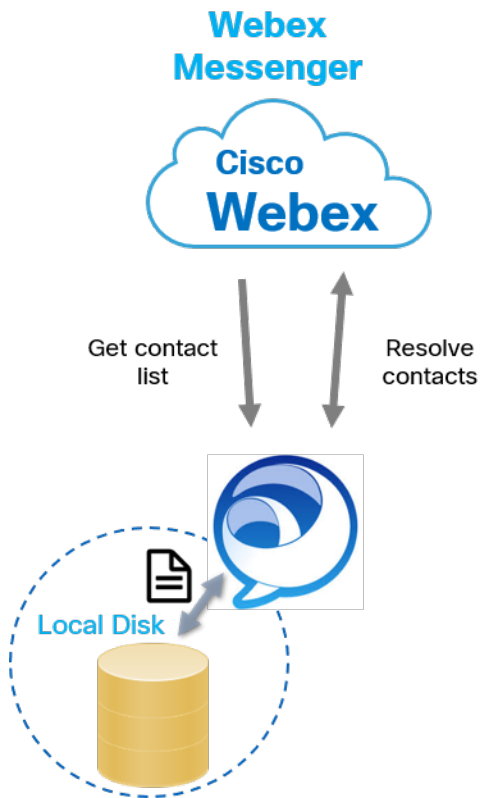 Webex
Messenger
Cisco
Webex
Get contact
list
Resolve
contacts
Local Disk